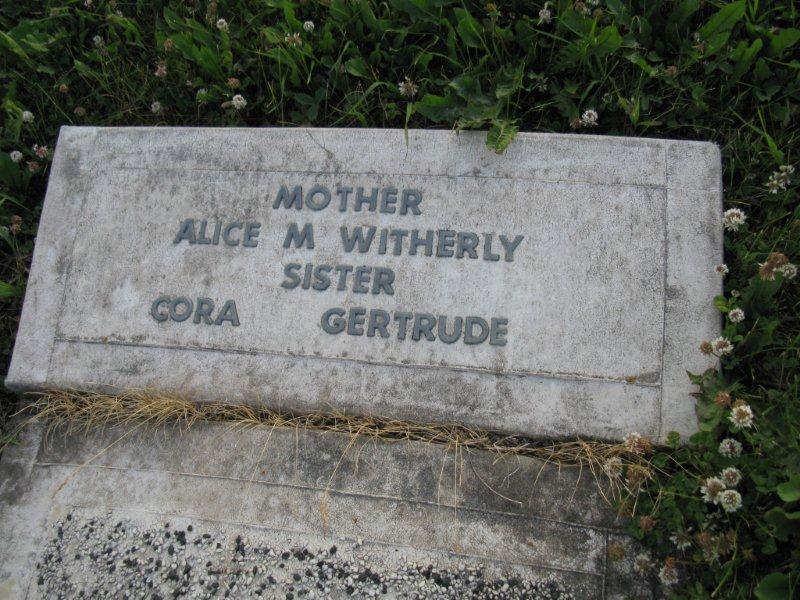 MOTHER
ALICE M WITHERLY
SISTER
CORA GERTRUDE